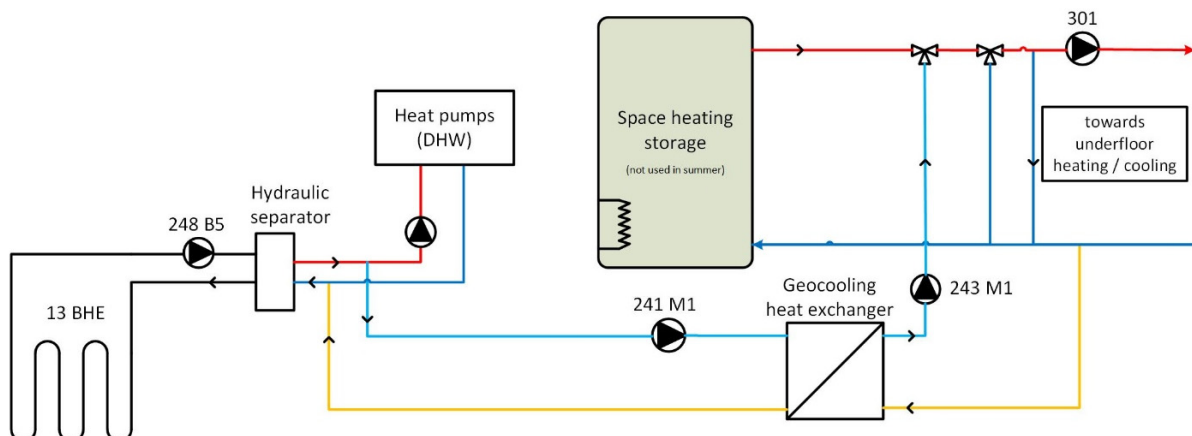 301
Heat pumps
(DHW)
Space heating
storage
(not used in summer)
towards
underfloor
heating / cooling
Hydraulic
separator
248 B5
13 BHE
241 M1
Geocooling
heat exchanger
243 M1